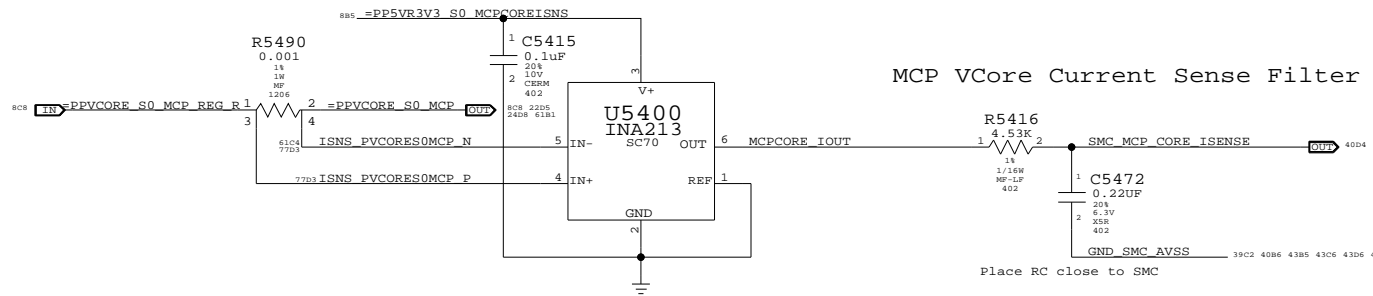 8B5 =PP5VR3V3_S0_MCPCOREISNS
R5490
0.001
1%
1W
MF
1206
1 C5415
0.1uF
20%
10V
CERM
402
2
3
V+
MCP VCore Current Sense Filter
8C8 IN =PPVCORE_S0_MCP_REG_R 1 2 =PPVCORE_S0_MCP OUT 8C8 22D5
24D8 61B1
3 4
U5400
INA213
SC70
61C4
77D3 ISNS_PVCORES0MCP_N 5 IN- OUT 6 MCPCORE_IOUT
77D3 ISNS_PVCORES0MCP_P 4 IN+ REF 1
GND
2
R5416
4.53K
1 2 SMC_MCP_CORE_ISENSE OUT 40D4
1%
1/16W
MF-LF
402
1 C5472
0.22UF
20%
6.3V
X5R
402
2
GND_SMC_AVSS 39C2 40B6 43B5 43C6 43D6
Place RC close to SMC